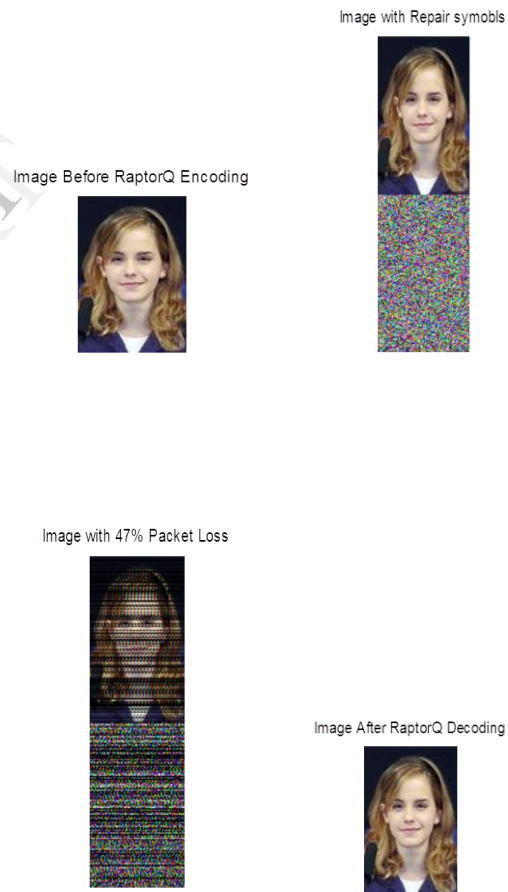 Image with Repair symobls
Image Before RaptorQ Encoding
Image with 47% Packet Loss
Image After RaptorQ Decoding